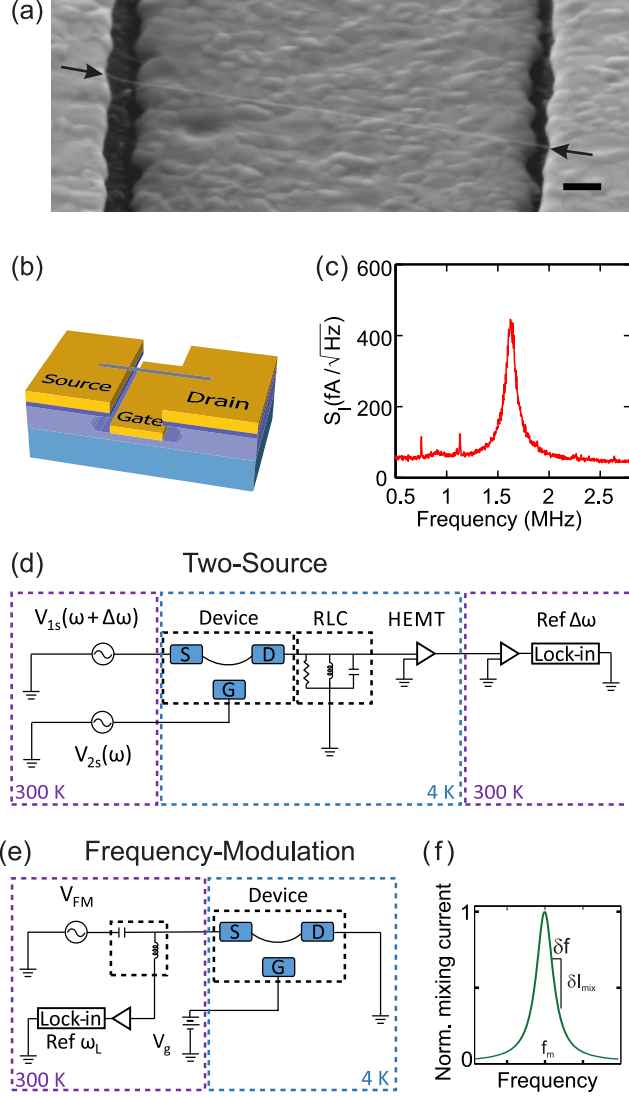 (a)
(b)
Source
Gate
Drain
(c)
600
400
200
0
S_I(fA/√Hz)
0.5 1 1.5 2 2.5
Frequency (MHz)
(d) Two-Source
V₁ₛ(ω + Δω)
Device
RLC
HEMT
Ref Δω
S
D
G
Lock-in
V₂ₛ(ω)
300 K
4 K
300 K
(e) Frequency-Modulation
V_FM
Device
S
D
G
Lock-in
Ref ω_L
V_g
300 K
4 K
(f)
Norm. mixing current
1
0
δf
δI_mix
f_m
Frequency